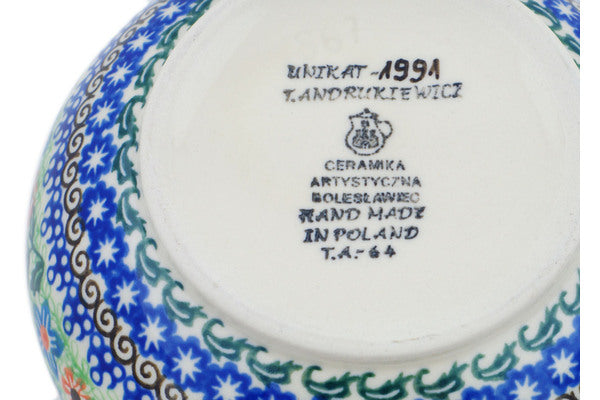 UNIKAT-1991
T.ANDRUKIEWICZ
CERAMIKA
ARTYSTYCZNA
BOLESŁAWIEC
HAND MADE
IN POLAND
T.A.-64